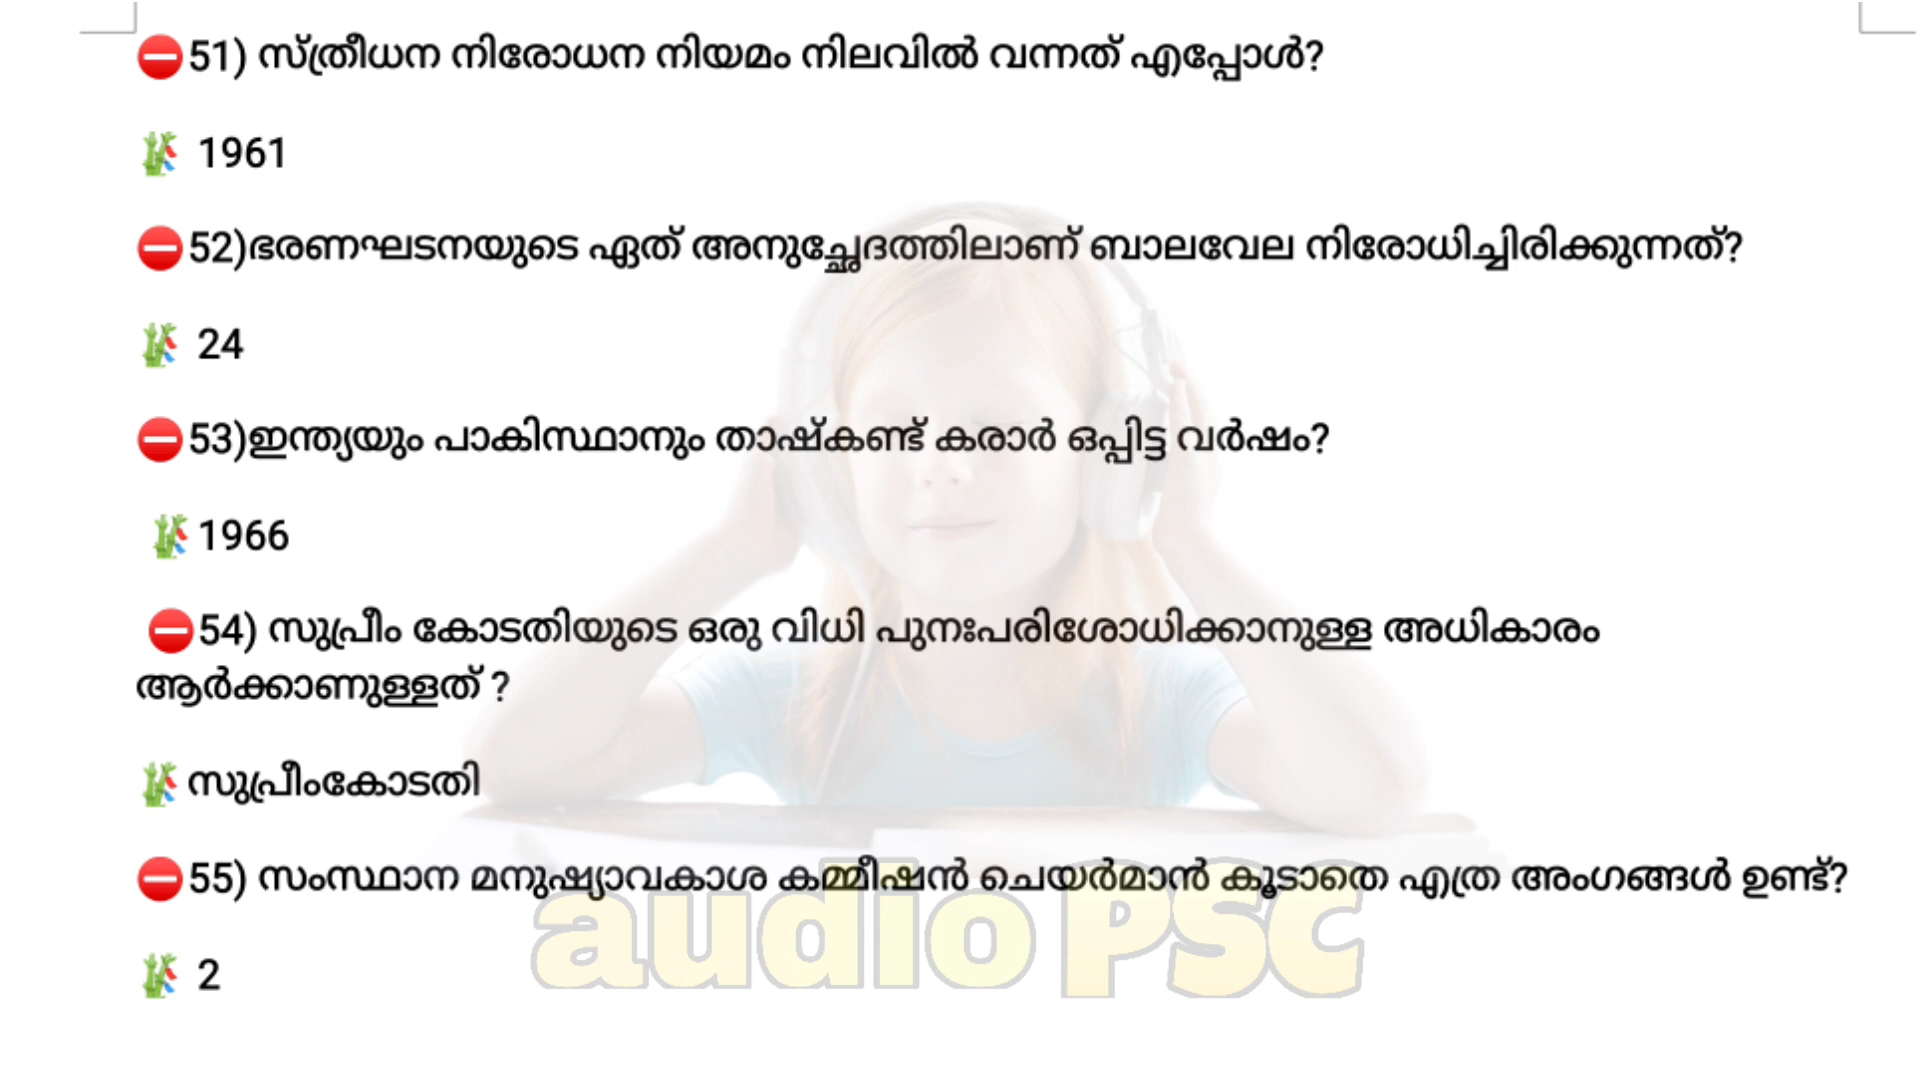 ⛔51) സ്ത്രീധന നിരോധന നിയമം നിലവിൽ വന്നത് എപ്പോൾ?
🎋 1961
⛔52)ഭരണഘടനയുടെ ഏത് അനുച്ഛേദത്തിലാണ് ബാലവേല നിരോധിച്ചിരിക്കുന്നത്?
🎋 24
⛔53)ഇന്ത്യയും പാകിസ്ഥാനും താഷ്കണ്ട് കരാർ ഒപ്പിട്ട വർഷം?
🎋1966
⛔54) സുപ്രീം കോടതിയുടെ ഒരു വിധി പുനഃപരിശോധിക്കാനുള്ള അധികാരം
ആർക്കാണുള്ളത് ?
🎋സുപ്രീംകോടതി
⛔55) സംസ്ഥാന മനുഷ്യാവകാശ കമ്മീഷൻ ചെയർമാൻ കൂടാതെ എത്ര അംഗങ്ങൾ ഉണ്ട്?
audio PSC
🎋 2